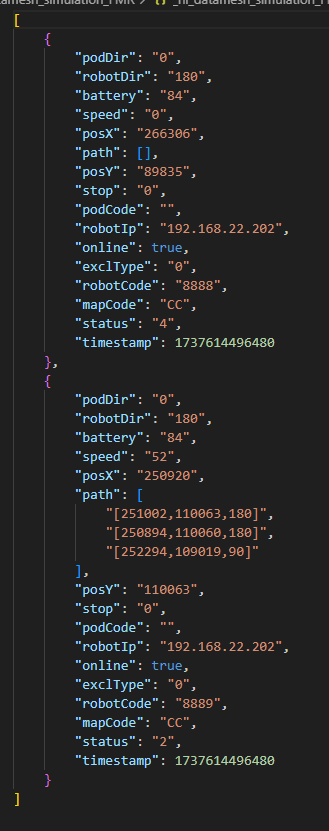 [
    {
        "podDir": "0",
        "robotDir": "180",
        "battery": "84",
        "speed": "0",
        "posX": "266306",
        "path": [],
        "posY": "89835",
        "stop": "0",
        "podCode": "",
        "robotIp": "192.168.22.202",
        "online": true,
        "exclType": "0",
        "robotCode": "8888",
        "mapCode": "CC",
        "status": "4",
        "timestamp": 1737614496480
    },
    {
        "podDir": "0",
        "robotDir": "180",
        "battery": "84",
        "speed": "52",
        "posX": "250920",
        "path": [
            "[251002,110063,180]",
            "[250894,110060,180]",
            "[252294,109019,90]"
        ],
        "posY": "110063",
        "stop": "0",
        "podCode": "",
        "robotIp": "192.168.22.202",
        "online": true,
        "exclType": "0",
        "robotCode": "8889",
        "mapCode": "CC",
        "status": "2",
        "timestamp": 1737614496480
    }
]